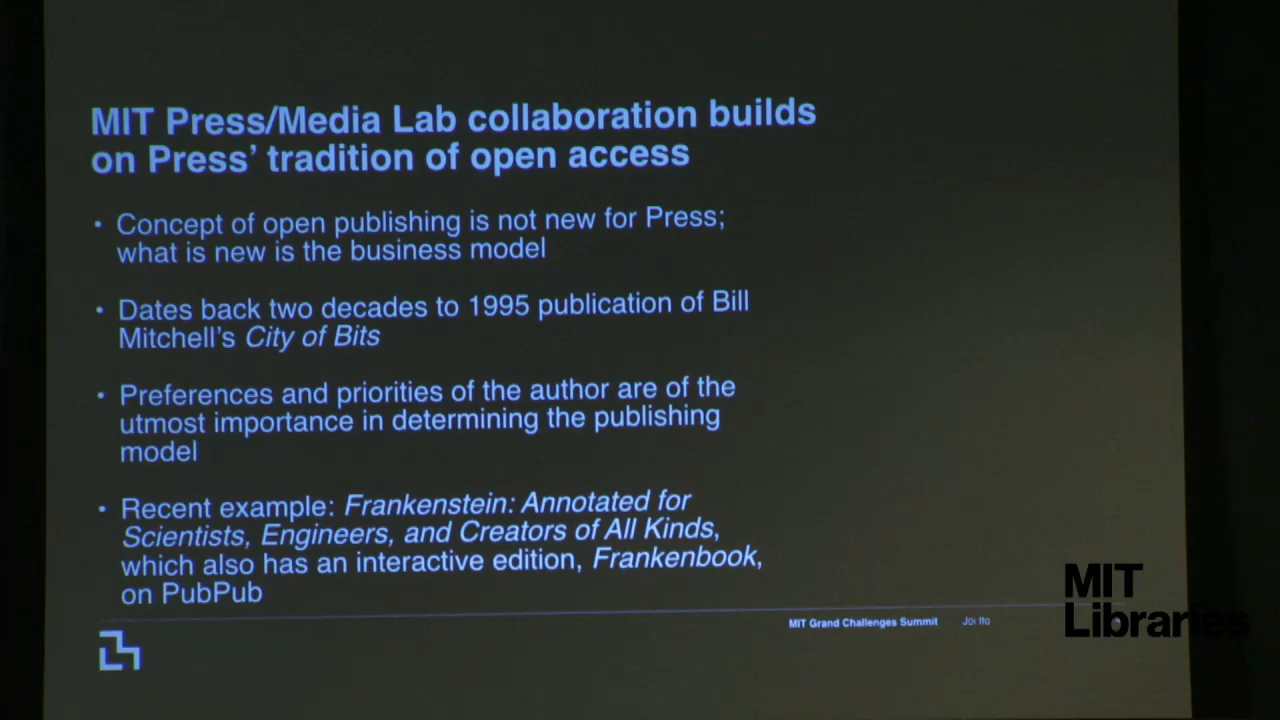 MIT Press/Media Lab collaboration builds
on Press’ tradition of open access
• Concept of open publishing is not new for Press;
what is new is the business model
• Dates back two decades to 1995 publication of Bill
Mitchell’s City of Bits
• Preferences and priorities of the author are of the
utmost importance in determining the publishing
model
• Recent example: Frankenstein: Annotated for
Scientists, Engineers, and Creators of All Kinds,
which also has an interactive edition, Frankenbook,
on PubPub
MIT Grand Challenges Summit Joi Ito
MIT
Libraries